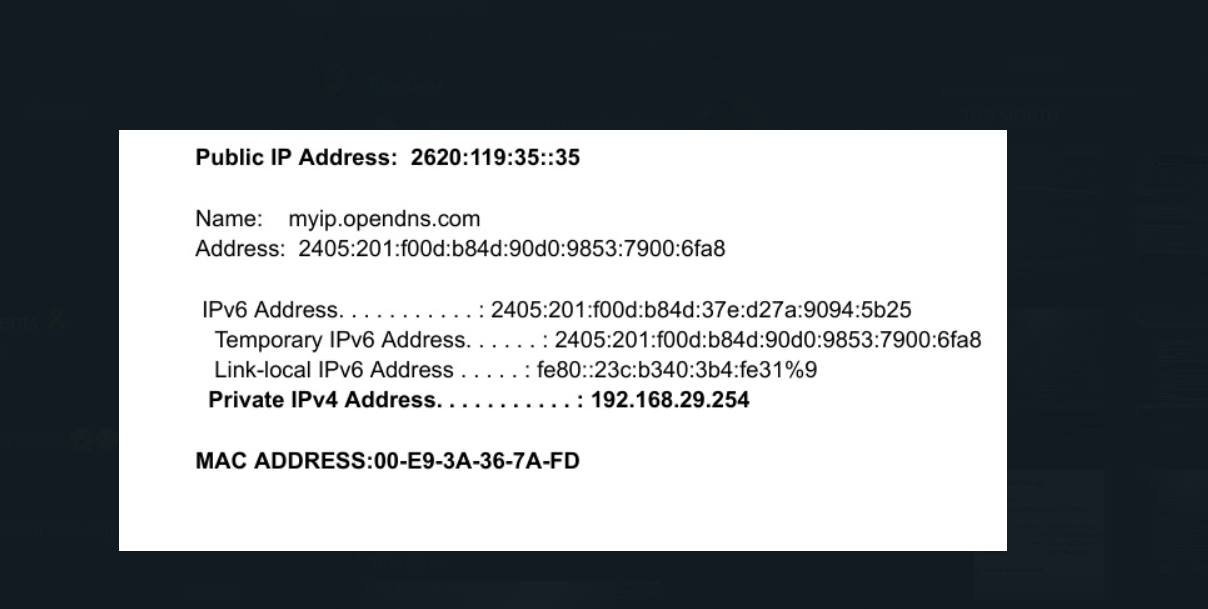 Public IP Address: 2620:119:35::35
Name: myip.opendns.com
Address: 2405:201:f00d:b84d:90d0:9853:7900:6fa8
IPv6 Address. . . . . . . . . . . : 2405:201:f00d:b84d:37e:d27a:9094:5b25
Temporary IPv6 Address. . . . . . : 2405:201:f00d:b84d:90d0:9853:7900:6fa8
Link-local IPv6 Address . . . . . : fe80::23c:b340:3b4:fe31%9
Private IPv4 Address. . . . . . . . . . . : 192.168.29.254
MAC ADDRESS:00-E9-3A-36-7A-FD